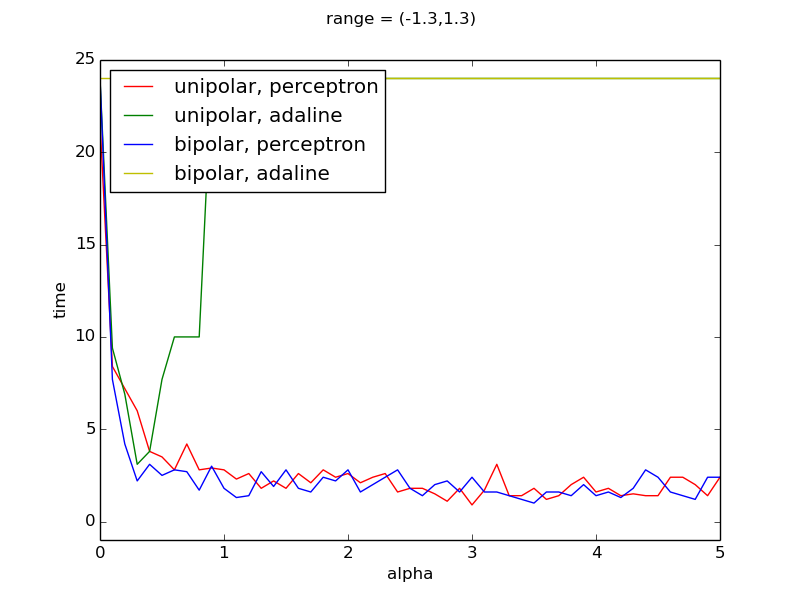 range = (-1.3,1.3)
25
20
15
10
5
0
time
unipolar, perceptron
unipolar, adaline
bipolar, perceptron
bipolar, adaline
0 1 2 3 4 5
alpha